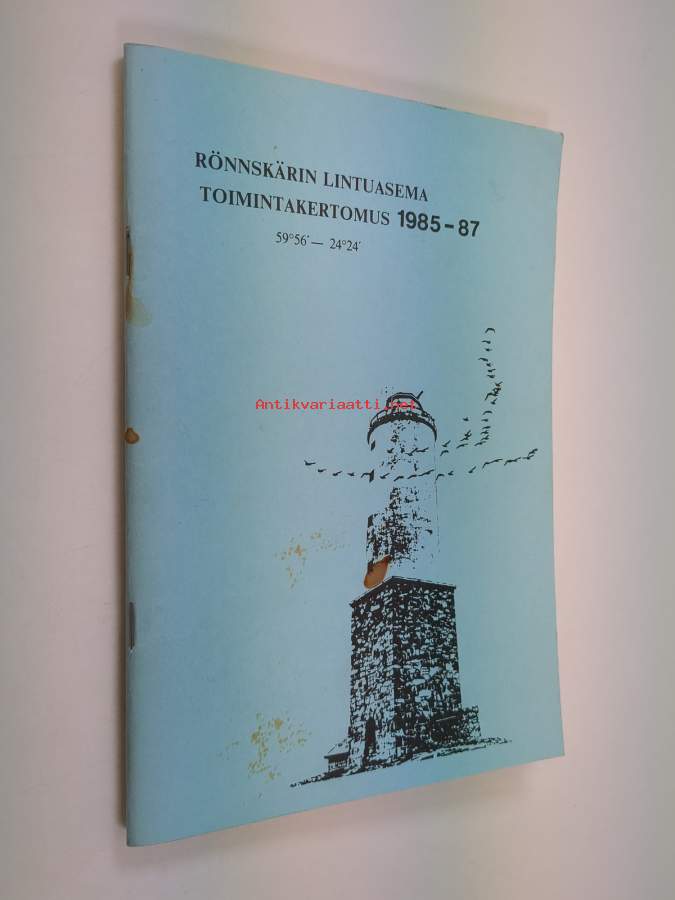 RÖNNSKÄRIN LINTUASEMA
TOIMINTAKERTOMUS 1985-87
59°56'— 24°24'
Antikvariaatti.net